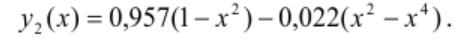 y₂(x) = 0,957(1 − x²) − 0,022(x² − x⁴).